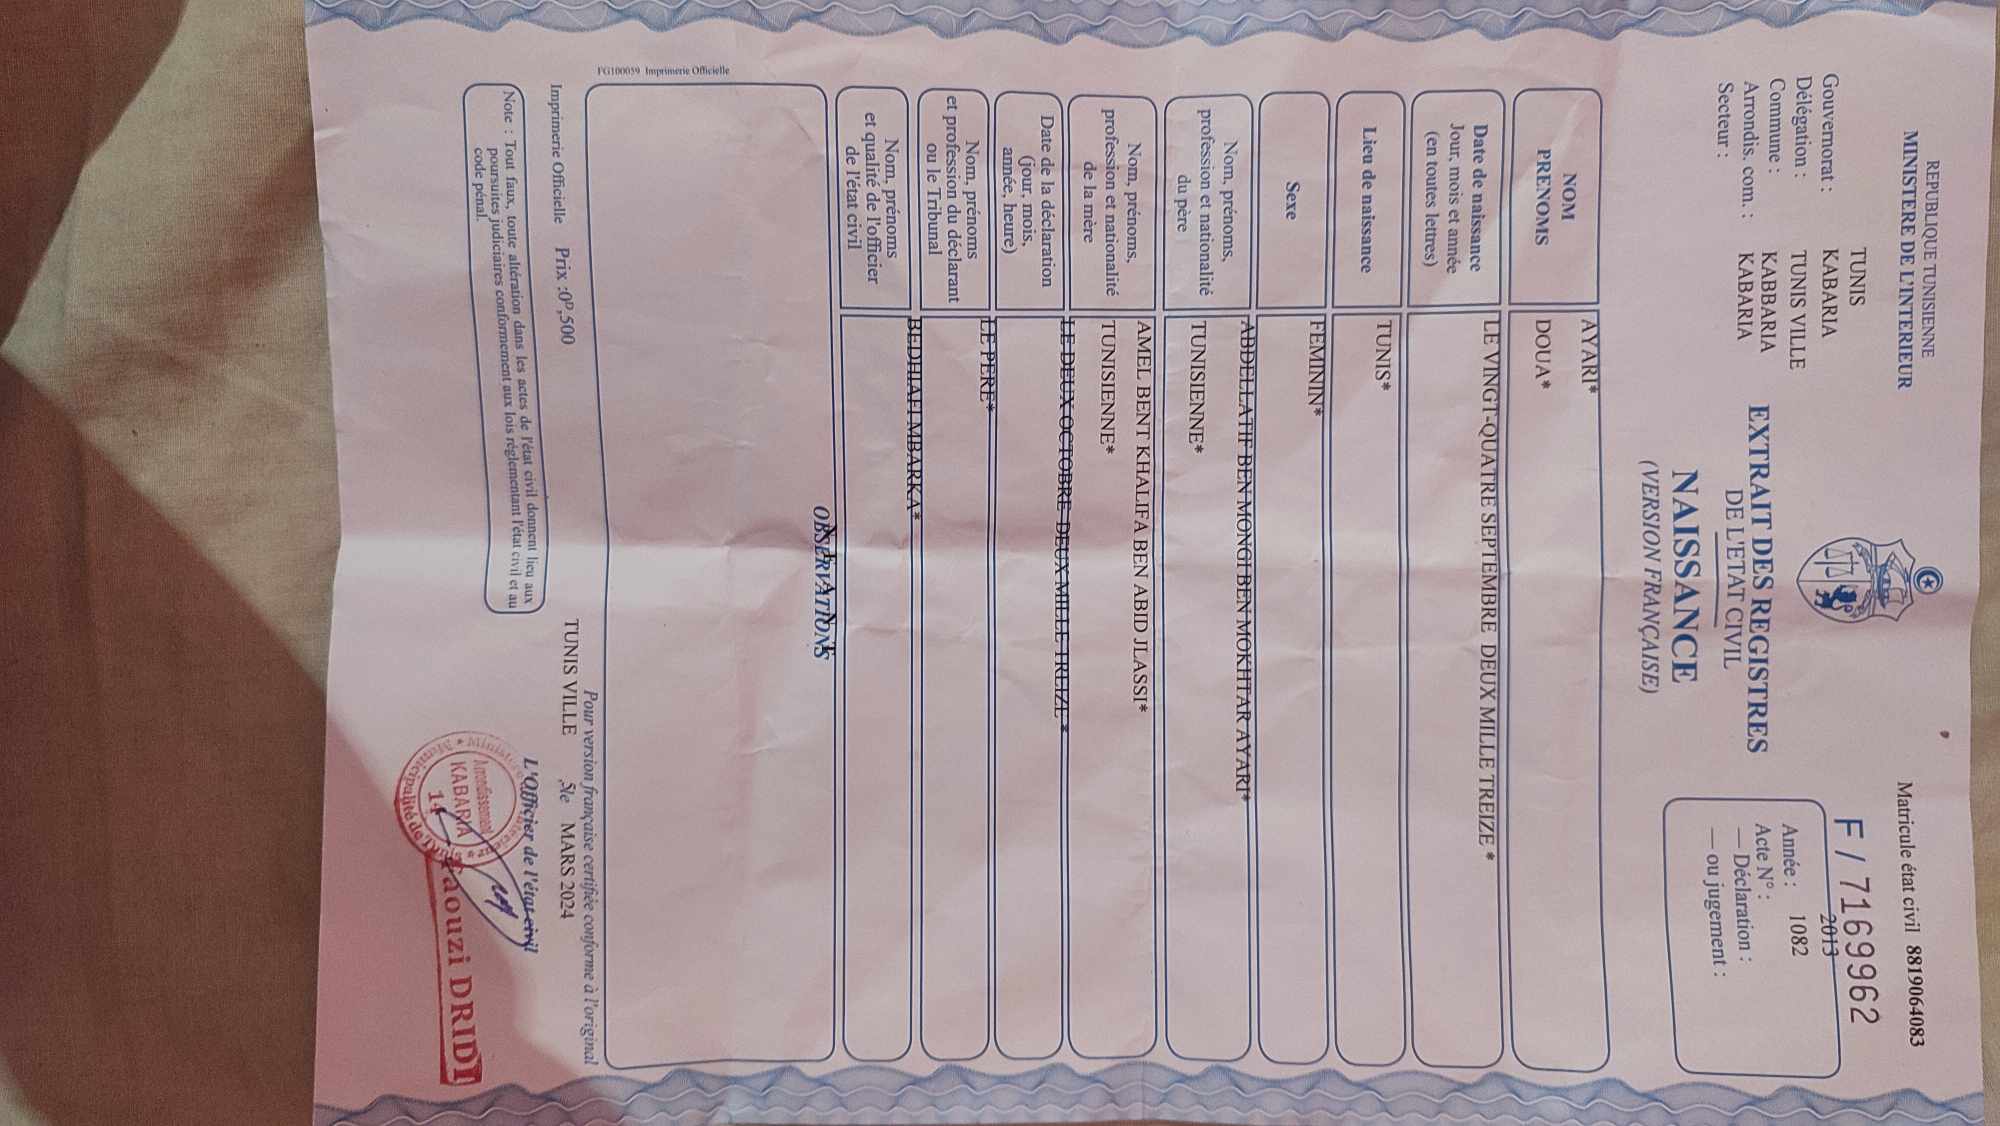 REPUBLIQUE TUNISIENNE
MINISTERE DE L'INTERIEUR
Gouvernorat : TUNIS
Délégation : KABARIA
Commune : TUNIS VILLE
Arrondis. com. : KABBARIA
Secteur : KABARIA
EXTRAIT DES REGISTRES
DE L'ETAT CIVIL
NAISSANCE
(VERSION FRANÇAISE)
Matricule état civil 8819064083
F / 7169962
Année : 2013
Acte N° : 1082
— Déclaration :
— ou jugement :
NOM AYARI*
PRENOMS DOUA*
Date de naissance
Jour, mois et année
(en toutes lettres)
LE VINGT-QUATRE SEPTEMBRE DEUX MILLE TREIZE *
Lieu de naissance TUNIS*
Sexe FEMININ*
Nom, prénoms,
profession et nationalité
du père
ABDELLATIF BEN MONGI BEN MOKHTAR AYARI*
TUNISIENNE*
Nom, prénoms,
profession et nationalité
de la mère
AMEL BENT KHALIFA BEN ABID JLASSI*
TUNISIENNE*
Date de la déclaration
(jour, mois,
année, heure)
LE DEUX OCTOBRE DEUX MILLE TREIZE *
Nom, prénoms
et profession du déclarant
ou le Tribunal
LE PERE*
Nom, prénoms
et qualité de l'officier
de l'état civil
BEDHIAFI MBARKA*
OBSERVATIONS
FG100059 Imprimerie Officielle
Imprimerie Officielle Prix :0ᴰ,500
Pour version française certifiée conforme à l'original
TUNIS VILLE le MARS 2024
L'Officier de l'état civil
Note : Tout faux, toute altération dans les actes de l'état civil donnent lieu aux
poursuites judiciaires conformement aux lois règlementant l'état civil et au
code pénal.
Arrondissement
KABARIA
14
Municipalité de Tunis
Faouzi DRIDI